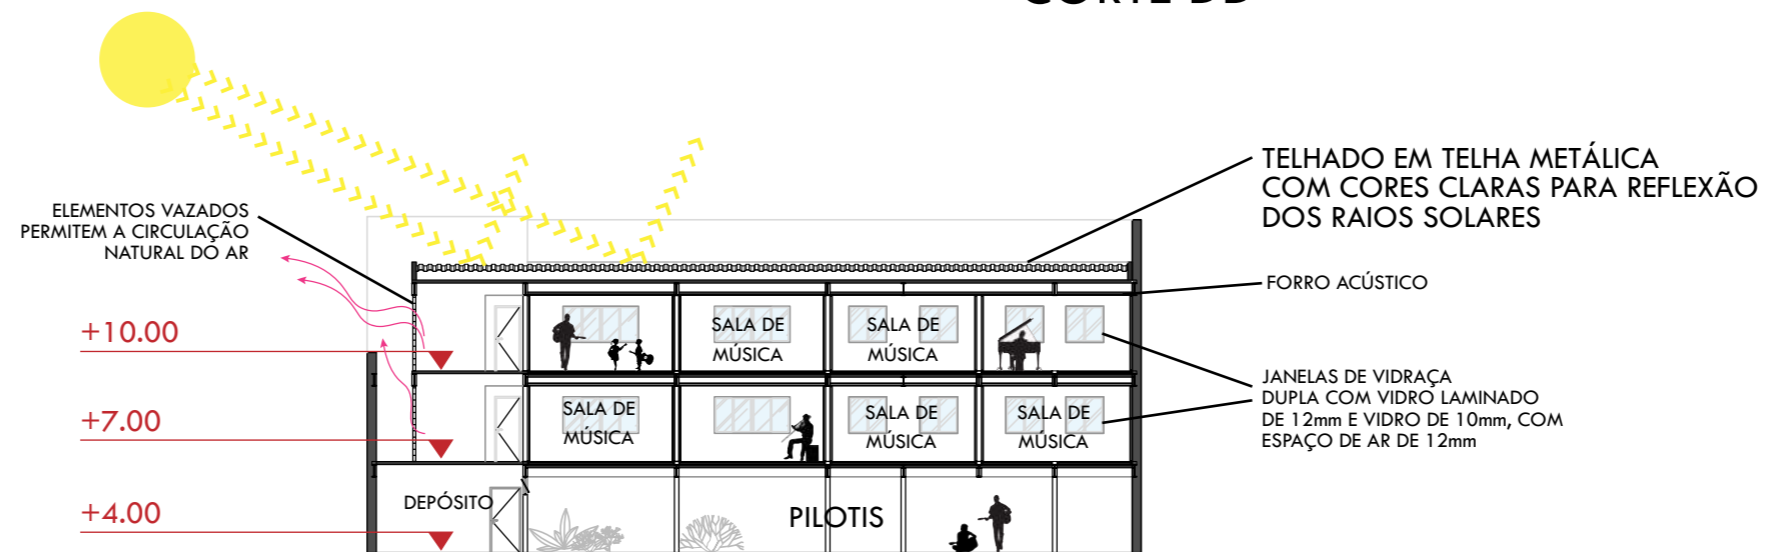 CORTE DD
TELHADO EM TELHA METÁLICA
COM CORES CLARAS PARA REFLEXÃO
DOS RAIOS SOLARES
ELEMENTOS VAZADOS
PERMITEM A CIRCULAÇÃO
NATURAL DO AR
FORRO ACÚSTICO
+10.00
SALA DE
MÚSICA
SALA DE
MÚSICA
JANELAS DE VIDRAÇA
DUPLA COM VIDRO LAMINADO
DE 12mm E VIDRO DE 10mm, COM
ESPAÇO DE AR DE 12mm
+7.00
SALA DE
MÚSICA
SALA DE
MÚSICA
SALA DE
MÚSICA
+4.00
DEPÓSITO
PILOTIS